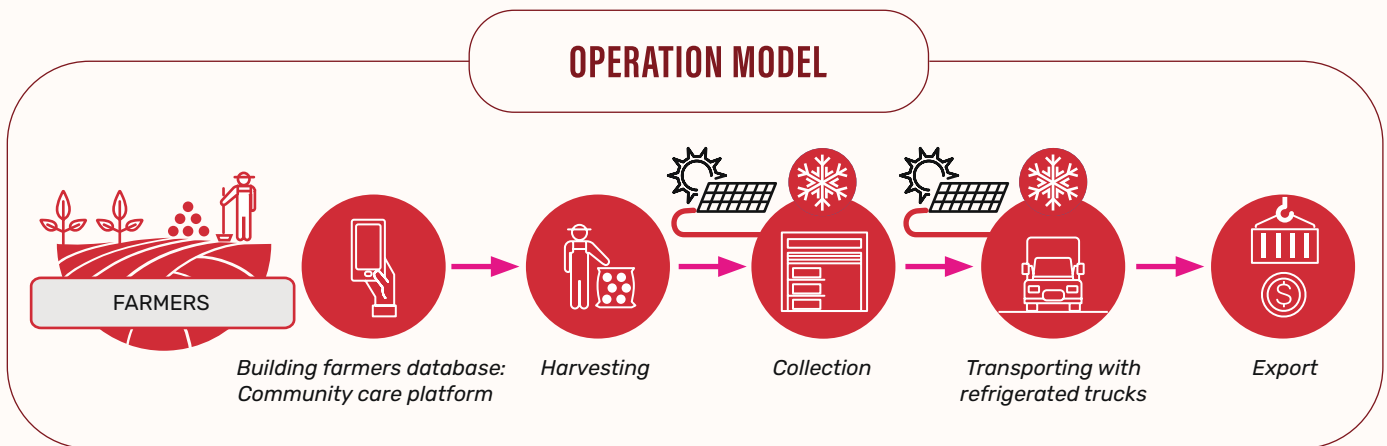 OPERATION MODEL
FARMERS
Building farmers database:
Community care platform
Harvesting
Collection
Transporting with
refrigerated trucks
Export